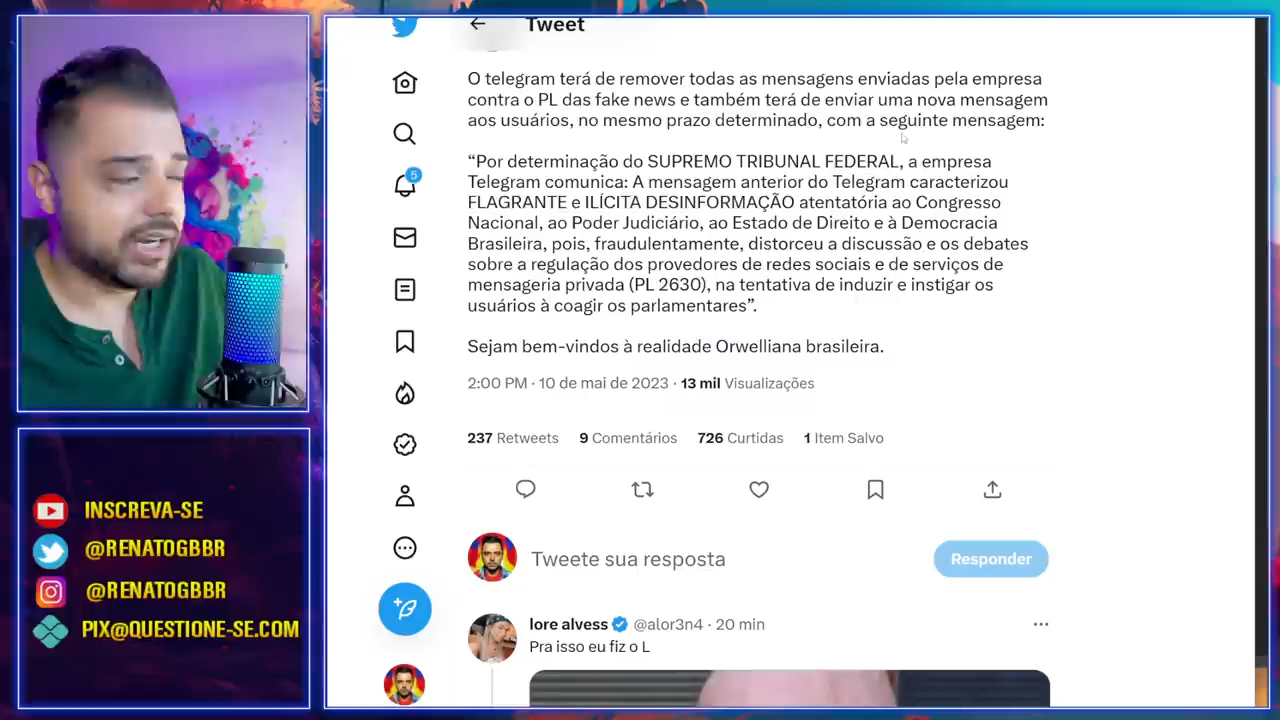 Tweet
O telegram terá de remover todas as mensagens enviadas pela empresa
contra o PL das fake news e também terá de enviar uma nova mensagem
aos usuários, no mesmo prazo determinado, com a seguinte mensagem:
“Por determinação do SUPREMO TRIBUNAL FEDERAL, a empresa
Telegram comunica: A mensagem anterior do Telegram caracterizou
FLAGRANTE e ILÍCITA DESINFORMAÇÃO atentatória ao Congresso
Nacional, ao Poder Judiciário, ao Estado de Direito e à Democracia
Brasileira, pois, fraudulentamente, distorceu a discussão e os debates
sobre a regulação dos provedores de redes sociais e de serviços de
mensageria privada (PL 2630), na tentativa de induzir e instigar os
usuários à coagir os parlamentares”.
Sejam bem-vindos à realidade Orwelliana brasileira.
2:00 PM · 10 de mai de 2023 · 13 mil Visualizações
237 Retweets 9 Comentários 726 Curtidas 1 Item Salvo
Tweete sua resposta
Responder
lore alvess @alor3n4 · 20 min
Pra isso eu fiz o L
5
INSCREVA-SE
@RENATOGBBR
@RENATOGBBR
PIX@QUESTIONE-SE.COM